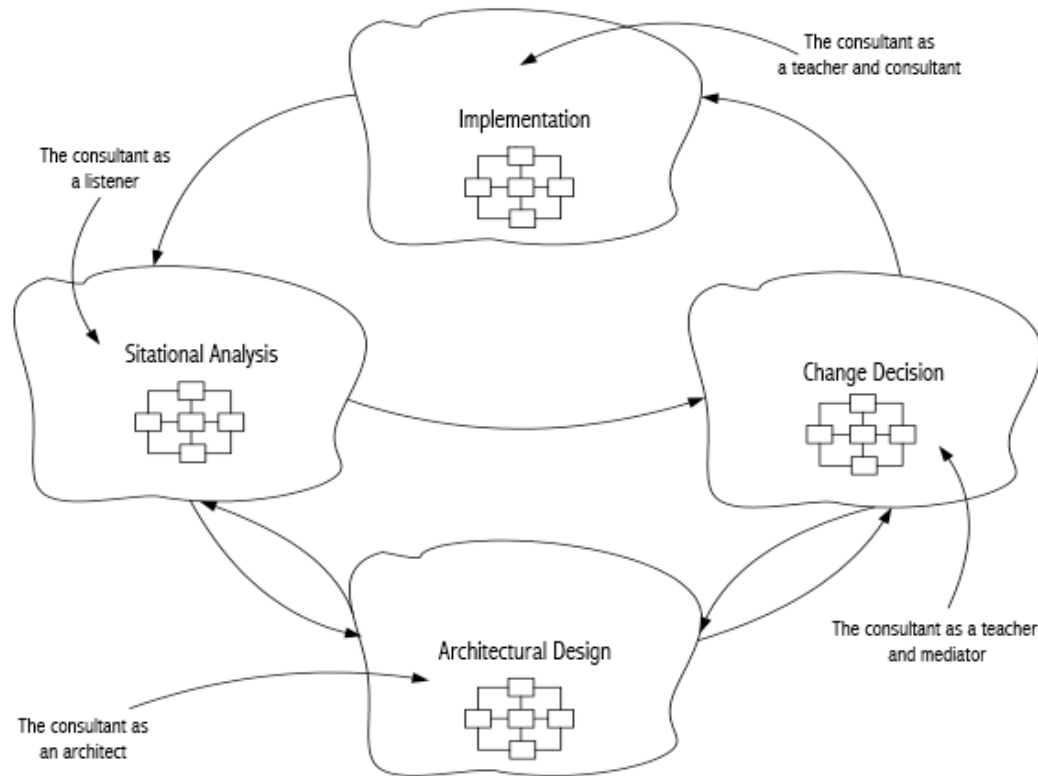 The consultant as
a teacher and consultant
Implementation
The consultant as
a listener
Sitational Analysis
Change Decision
The consultant as a teacher
and mediator
Architectural Design
The consultant as
an architect